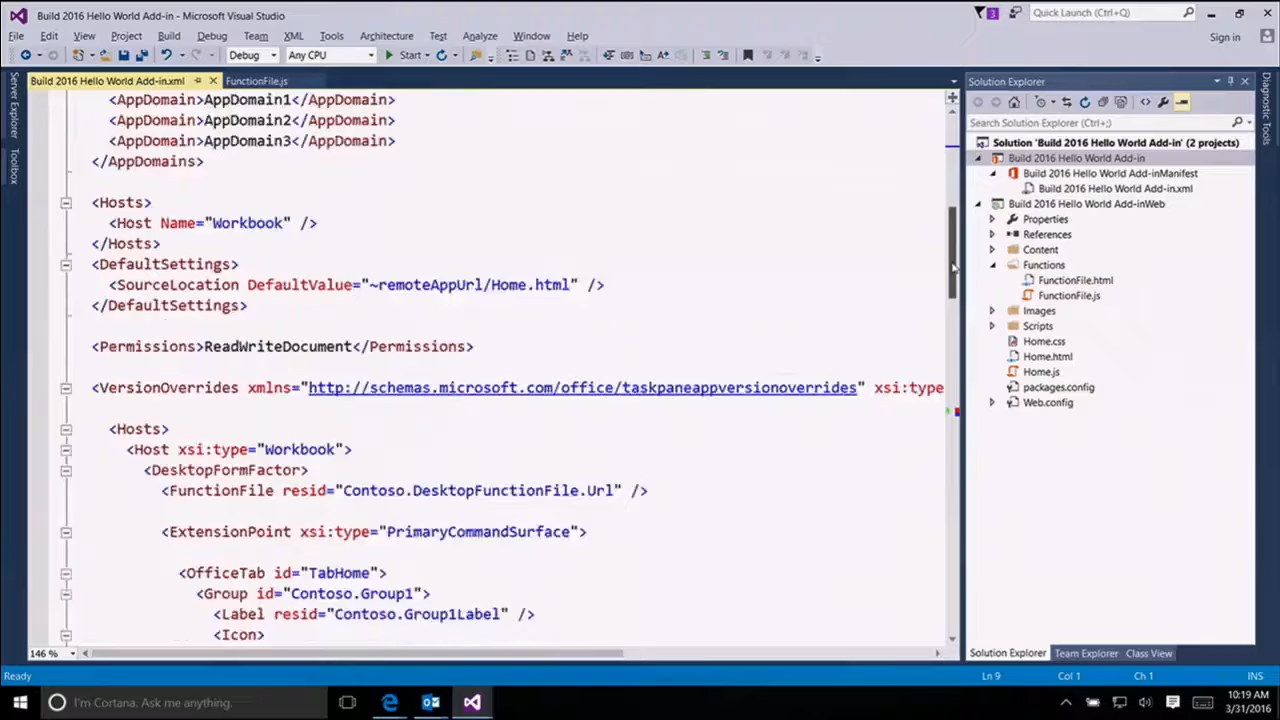 Build 2016 Hello World Add-in - Microsoft Visual Studio
3
Quick Launch (Ctrl+Q)
File Edit View Project Build Debug Team XML Tools Architecture Test Analyze Window Help
Sign in
Debug Any CPU Start
Server Explorer
Toolbox
Build 2016 Hello World Add-in.xml
FunctionFile.js
<AppDomain>AppDomain1</AppDomain>
<AppDomain>AppDomain2</AppDomain>
<AppDomain>AppDomain3</AppDomain>
</AppDomains>
<Hosts>
<Host Name="Workbook" />
</Hosts>
<DefaultSettings>
<SourceLocation DefaultValue="~remoteAppUrl/Home.html" />
</DefaultSettings>
<Permissions>ReadWriteDocument</Permissions>
<VersionOverrides xmlns="http://schemas.microsoft.com/office/taskpaneappversionoverrides" xsi:type
<Hosts>
<Host xsi:type="Workbook">
<DesktopFormFactor>
<FunctionFile resid="Contoso.DesktopFunctionFile.Url" />
<ExtensionPoint xsi:type="PrimaryCommandSurface">
<OfficeTab id="TabHome">
<Group id="Contoso.Group1">
<Label resid="Contoso.Group1Label" />
<Icon>
146 %
Solution Explorer
Search Solution Explorer (Ctrl+;)
Solution 'Build 2016 Hello World Add-in' (2 projects)
Build 2016 Hello World Add-in
Build 2016 Hello World Add-inManifest
Build 2016 Hello World Add-in.xml
Build 2016 Hello World Add-inWeb
Properties
References
Content
Functions
FunctionFile.html
FunctionFile.js
Images
Scripts
Home.css
Home.html
Home.js
packages.config
Web.config
Solution Explorer Team Explorer Class View
Diagnostic Tools
Ready
Ln 9 Col 1 Ch 1 INS
I'm Cortana. Ask me anything.
10:19 AM
3/31/2016